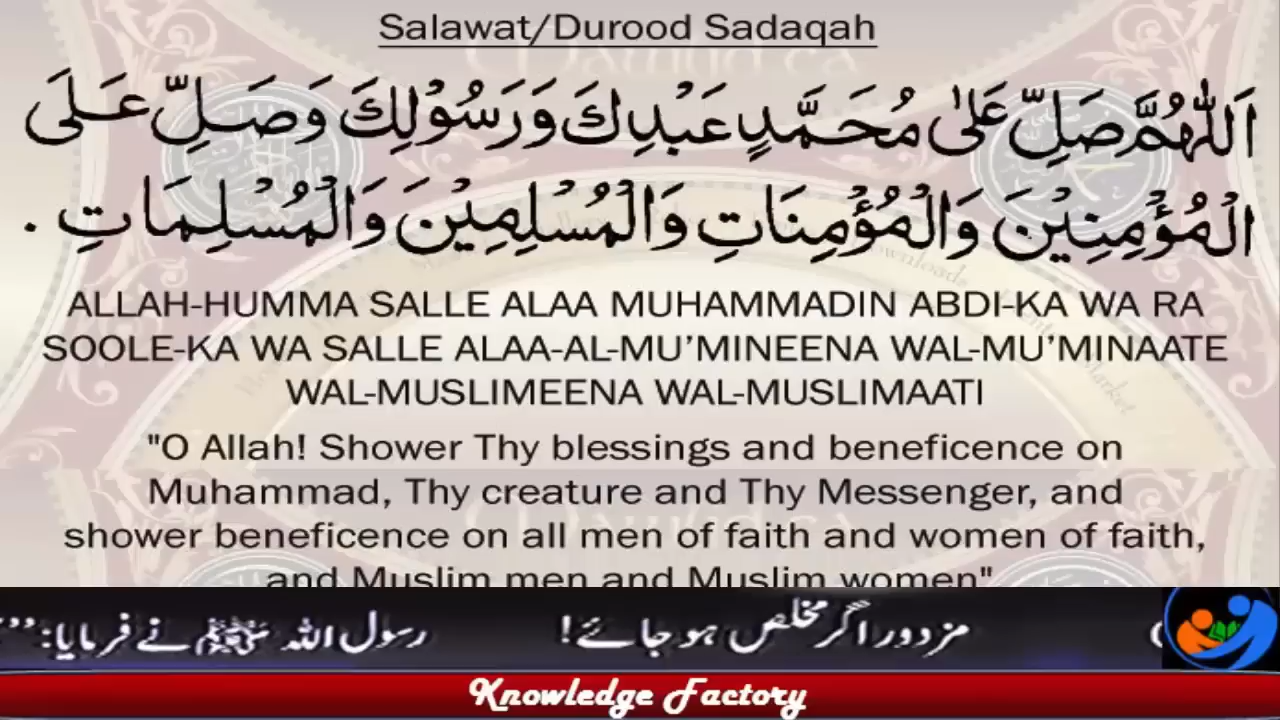 Salawat/Durood Sadaqah
اَللّٰهُمَّ صَلِّ عَلٰى مُحَمَّدٍ عَبْدِكَ وَرَسُوْلِكَ وَصَلِّ عَلَى
الْمُؤْمِنِيْنَ وَالْمُؤْمِنَاتِ وَالْمُسْلِمِيْنَ وَالْمُسْلِمَاتِ .
ALLAH-HUMMA SALLE ALAA MUHAMMADIN ABDI-KA WA RA
SOOLE-KA WA SALLE ALAA-AL-MU’MINEENA WAL-MU’MINAATE
WAL-MUSLIMEENA WAL-MUSLIMAATI
"O Allah! Shower Thy blessings and beneficence on
Muhammad, Thy creature and Thy Messenger, and
shower beneficence on all men of faith and women of faith,
and Muslim men and Muslim women"
مزدور اگر مخلص ہو جائے! رسول اللہ ﷺ نے فرمایا:’’
Knowledge Factory